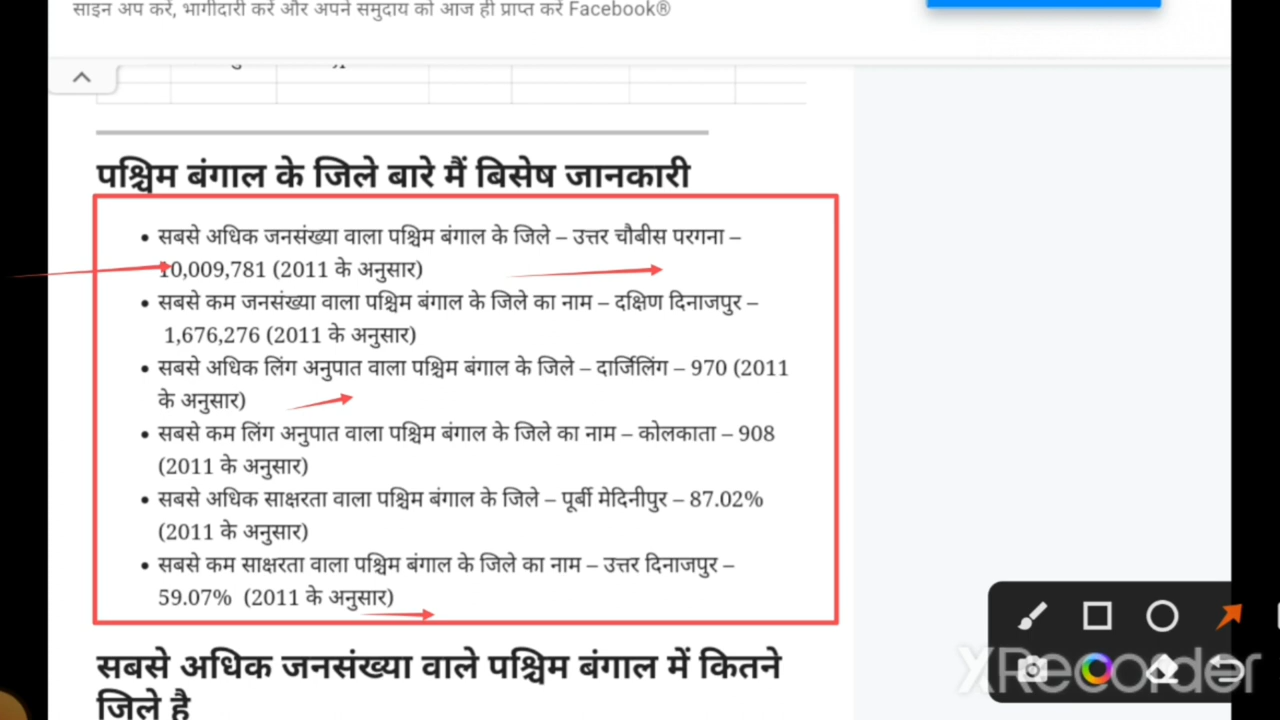 साइन अप करें, भागीदारी करें और अपने समुदाय को आज ही प्राप्त करें Facebook®
पश्चिम बंगाल के जिले बारे मैं बिसेष जानकारी
• सबसे अधिक जनसंख्या वाला पश्चिम बंगाल के जिले – उत्तर चौबीस परगना –
10,009,781 (2011 के अनुसार)
• सबसे कम जनसंख्या वाला पश्चिम बंगाल के जिले का नाम – दक्षिण दिनाजपुर –
1,676,276 (2011 के अनुसार)
• सबसे अधिक लिंग अनुपात वाला पश्चिम बंगाल के जिले – दार्जिलिंग – 970 (2011
के अनुसार)
• सबसे कम लिंग अनुपात वाला पश्चिम बंगाल के जिले का नाम – कोलकाता – 908
(2011 के अनुसार)
• सबसे अधिक साक्षरता वाला पश्चिम बंगाल के जिले – पूर्बी मेदिनीपुर – 87.02%
(2011 के अनुसार)
• सबसे कम साक्षरता वाला पश्चिम बंगाल के जिले का नाम – उत्तर दिनाजपुर –
59.07% (2011 के अनुसार)
सबसे अधिक जनसंख्या वाले पश्चिम बंगाल में कितने
जिले है
XRecorder